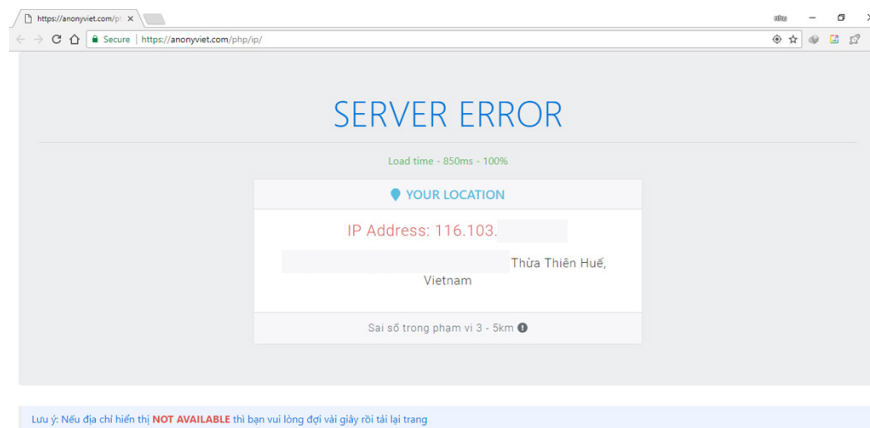 https://anonyviet.com/p
Secure | https://anonyviet.com/php/ip/
SERVER ERROR
Load time - 850ms - 100%
YOUR LOCATION
IP Address: 116.103.
Thừa Thiên Huế,
Vietnam
Sai số trong phạm vi 3 - 5km
Lưu ý: Nếu địa chỉ hiển thị NOT AVAILABLE thì bạn vui lòng đợi vài giây rồi tải lại trang